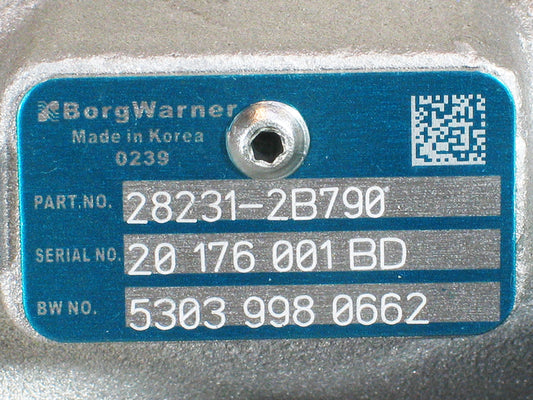 BorgWarner
Made in Korea
0239
PART.NO. 28231-2B790
SERIAL NO. 20 176 001 BD
BW NO. 5303 998 0662